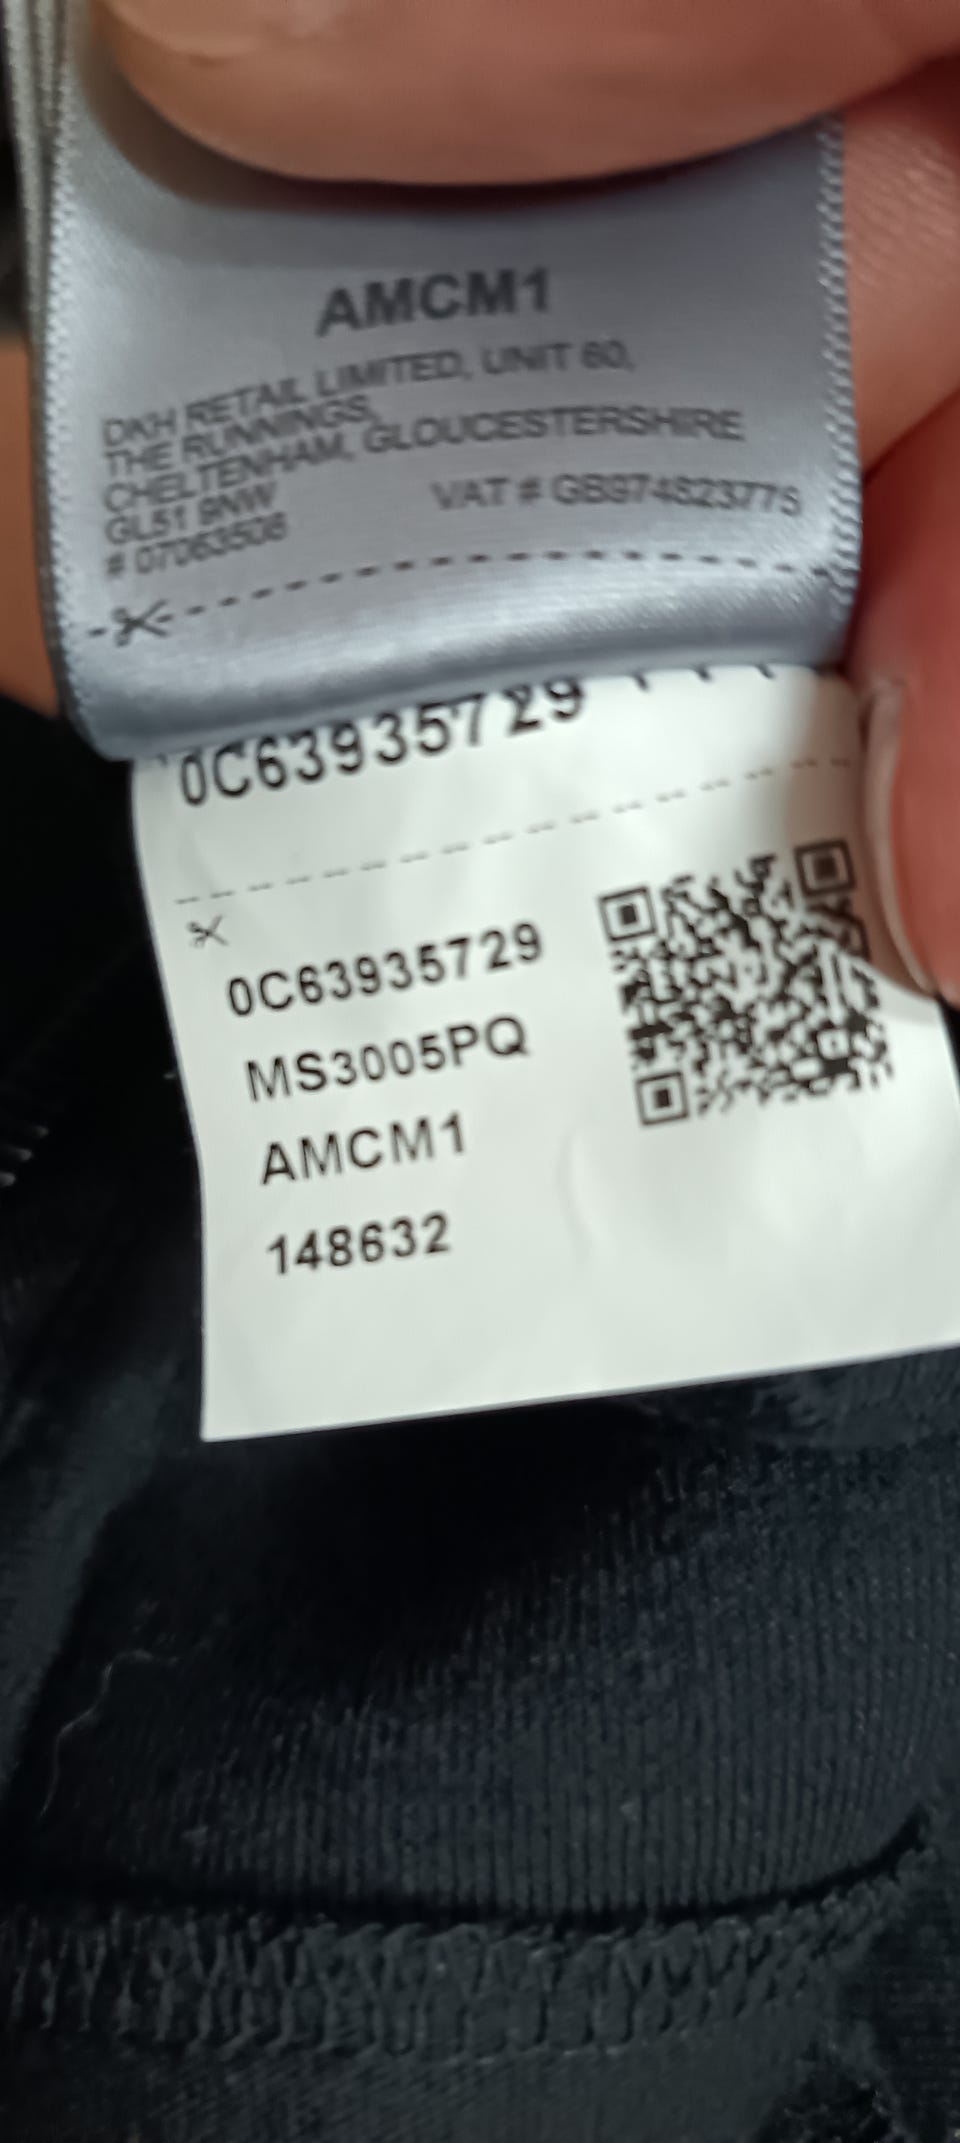 AMCM1
DKH RETAIL LIMITED, UNIT 60,
THE RUNNINGS,
CHELTENHAM, GLOUCESTERSHIRE
GL51 9NW
VAT # GB974823775
# 07063508
0C63935729
0C63935729
MS3005PQ
AMCM1
148632